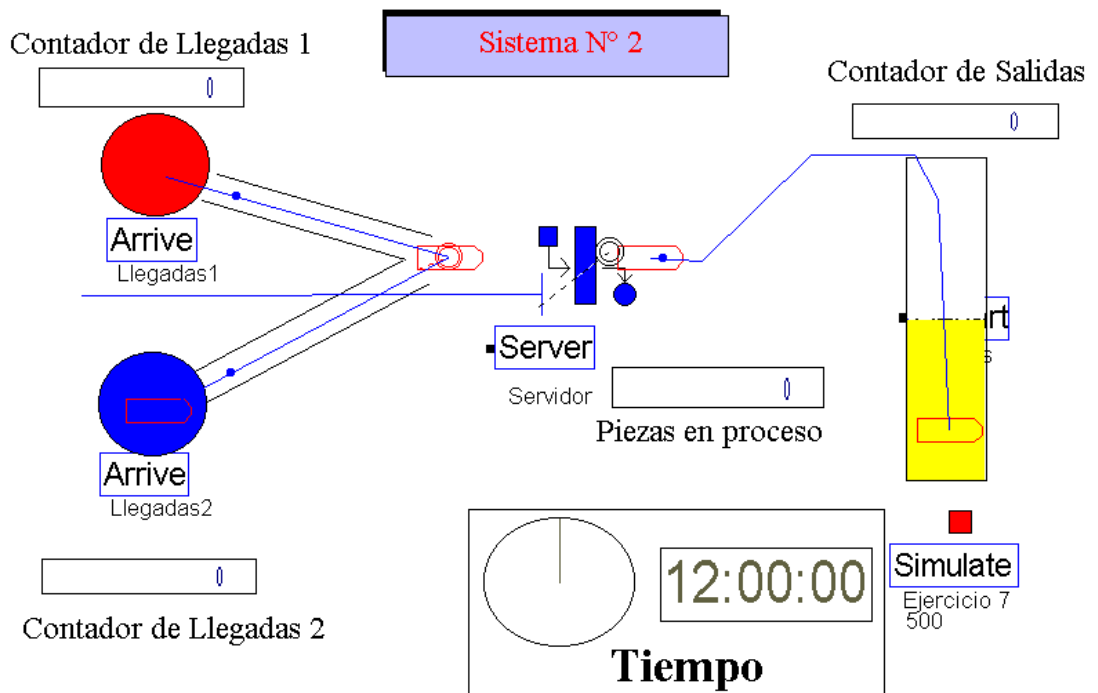 Sistema N° 2
Contador de Llegadas 1
0
Contador de Salidas
0
Arrive
Llegadas1
Server
Servidor
0
Piezas en proceso
Arrive
Llegadas2
0
Contador de Llegadas 2
12:00:00
Tiempo
Simulate
Ejercicio 7
500